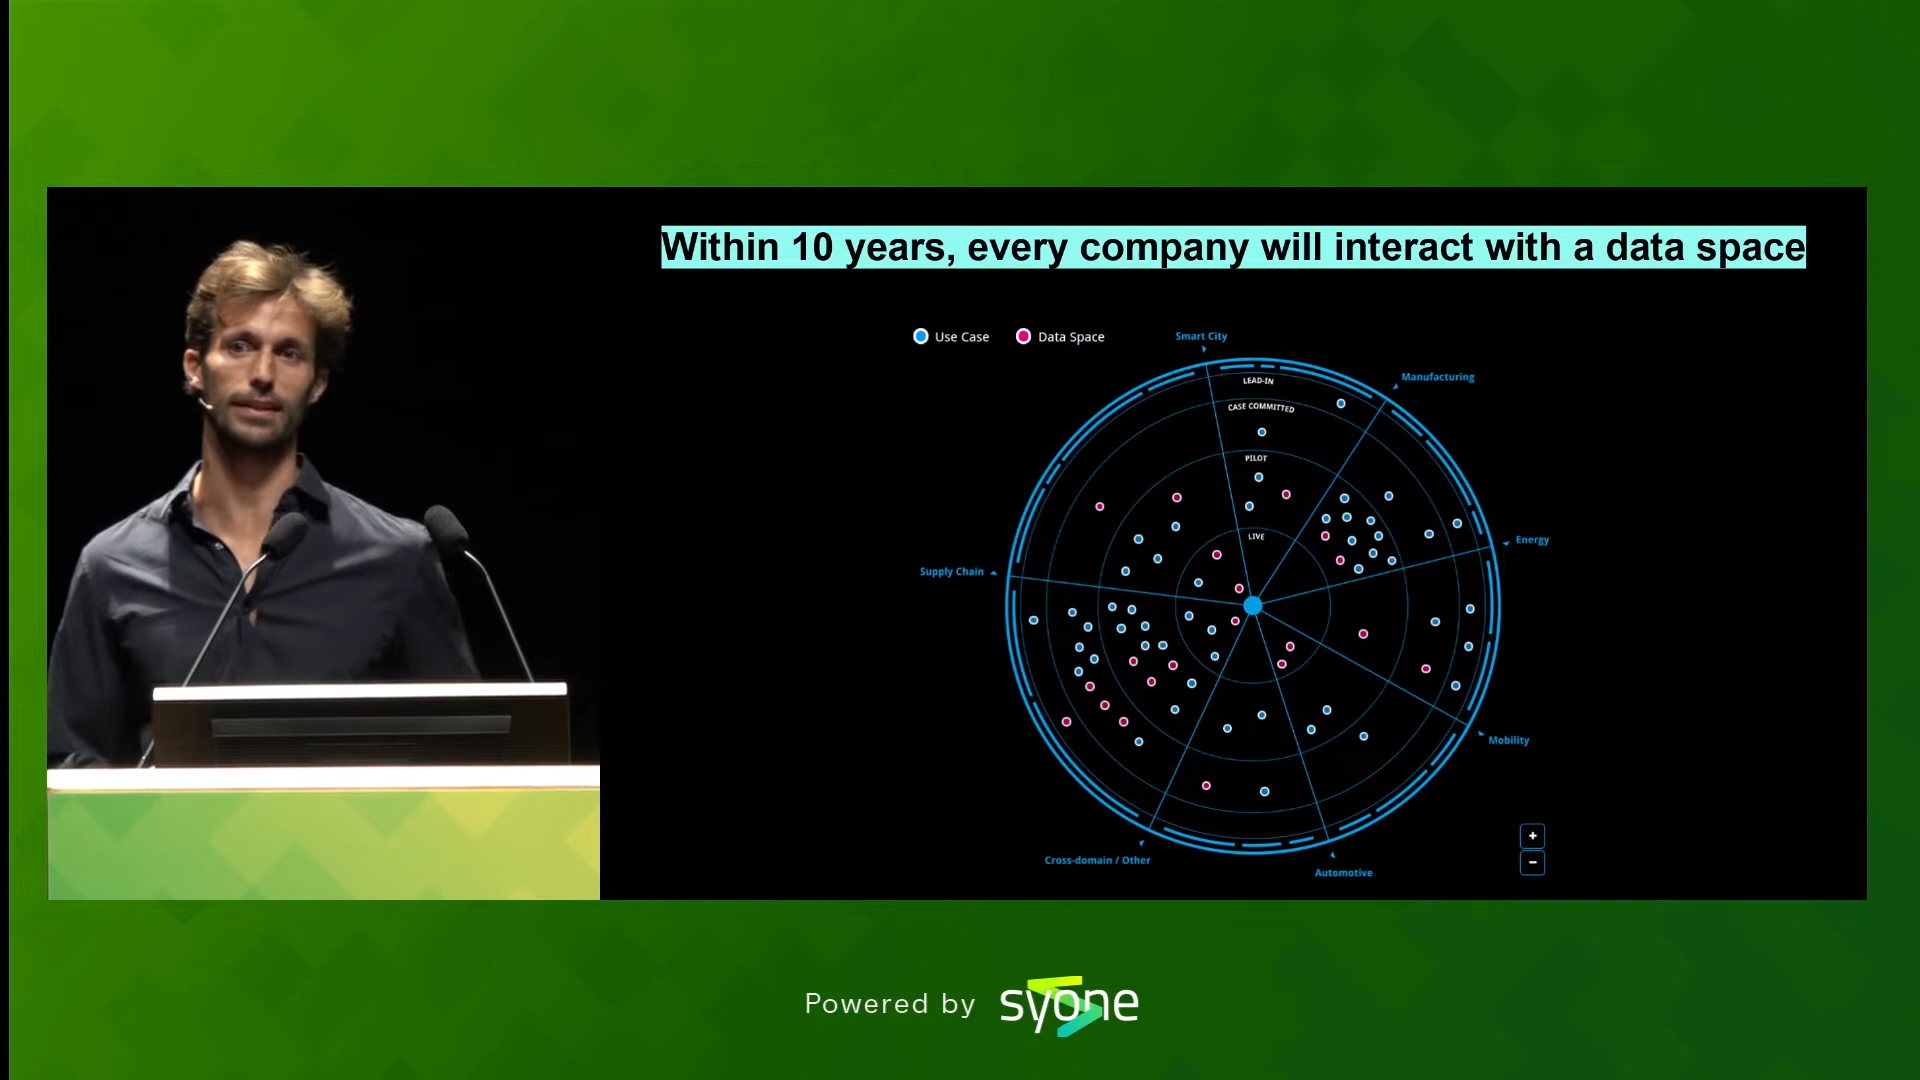 Within 10 years, every company will interact with a data space
Use Case
Data Space
Smart City
Manufacturing
LEAD-IN
CASE COMMITTED
PILOT
LIVE
Energy
Supply Chain
Mobility
+
−
Cross-domain / Other
Automotive
Powered by syone